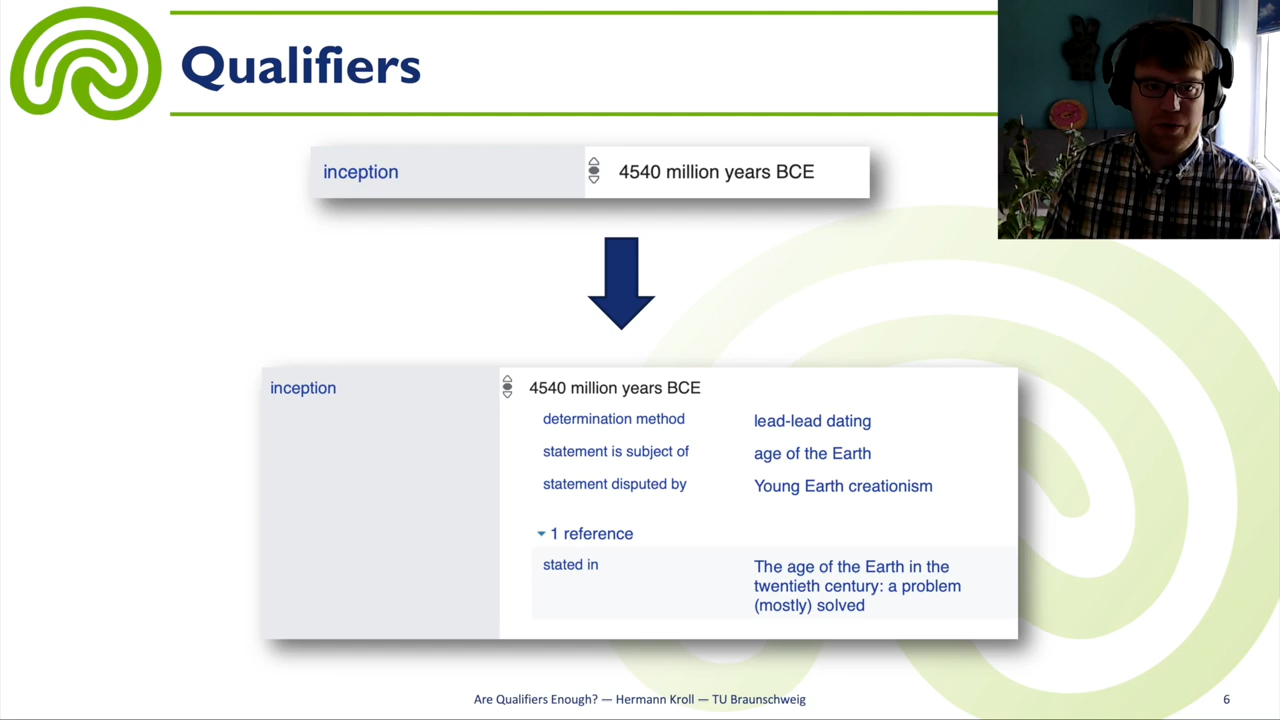 Qualifiers
inception 4540 million years BCE
inception 4540 million years BCE
determination method lead-lead dating
statement is subject of age of the Earth
statement disputed by Young Earth creationism
1 reference
stated in The age of the Earth in the
twentieth century: a problem
(mostly) solved
Are Qualifiers Enough? — Hermann Kroll — TU Braunschweig 6